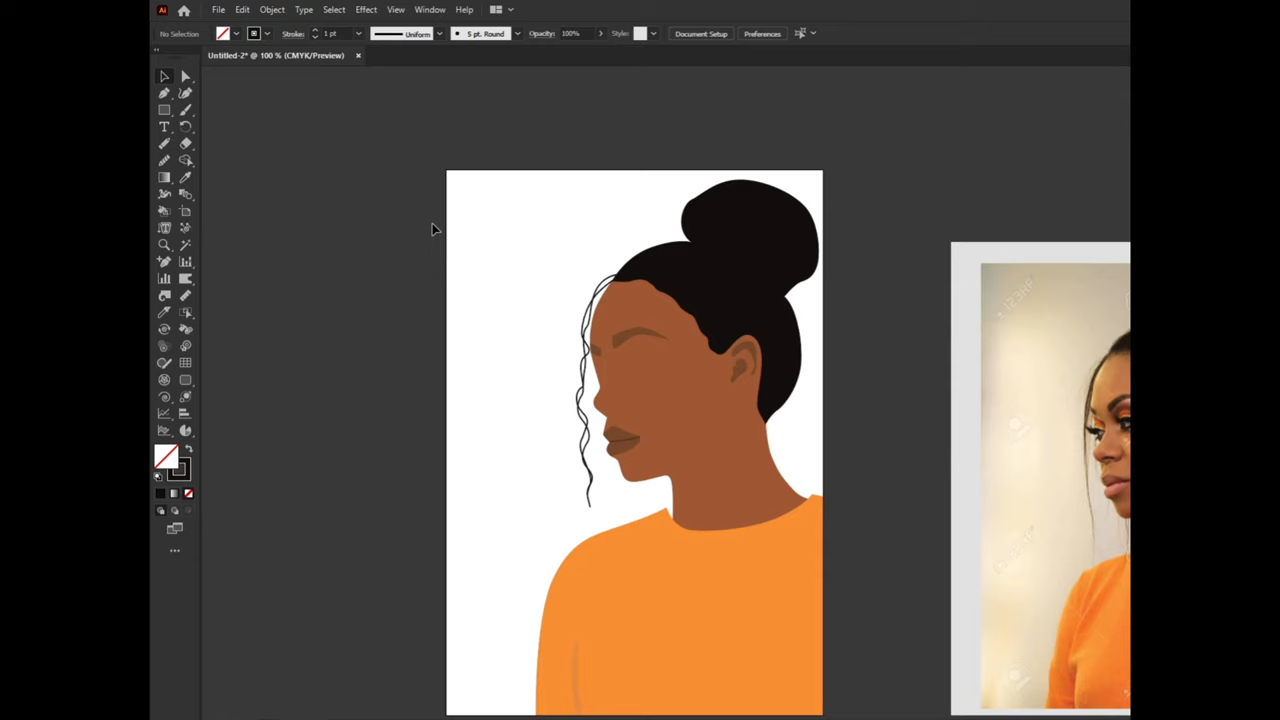 Ai File Edit Object Type Select Effect View Window Help
No Selection Stroke: 1 pt Uniform 5 pt. Round Opacity: 100% Style: Document Setup Preferences
Untitled-2* @ 100 % (CMYK/Preview) ×
123RF